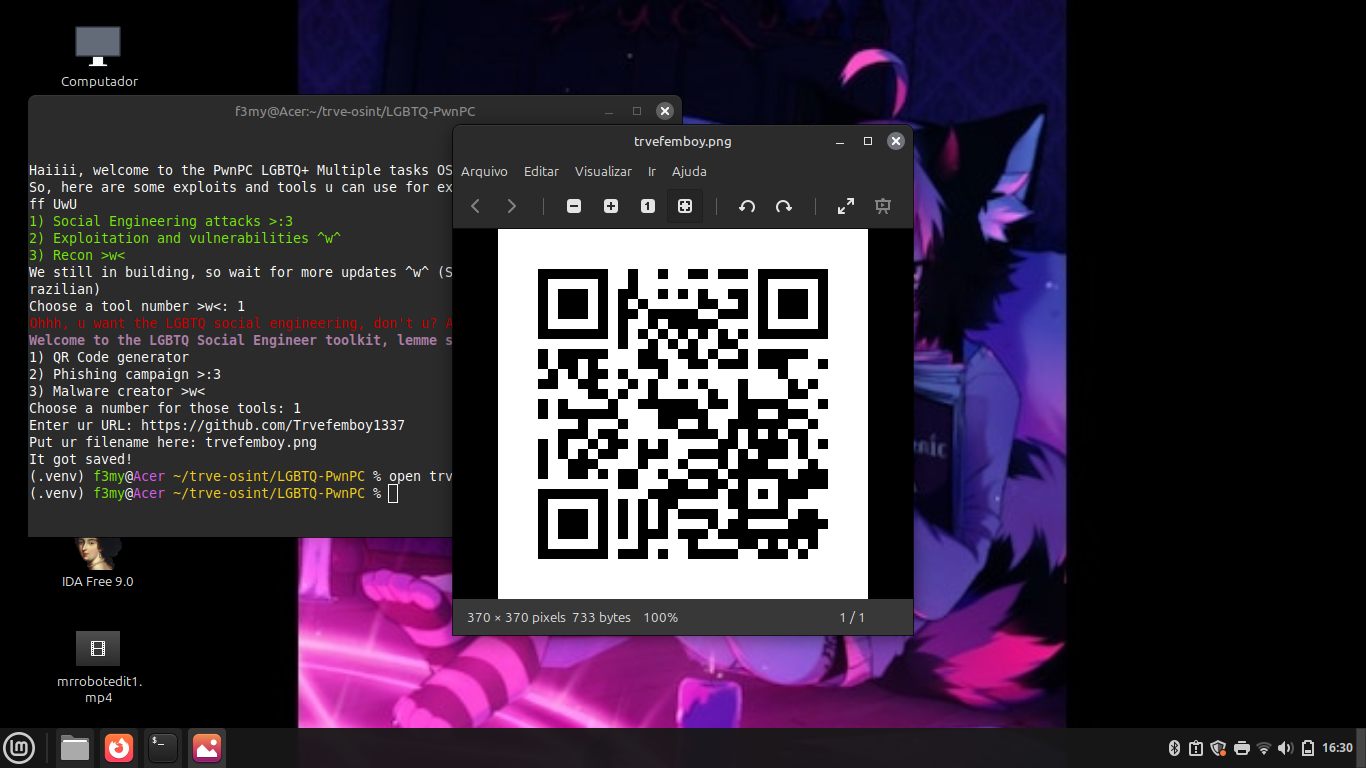 Computador
f3my@Acer:~/trve-osint/LGBTQ-PwnPC
Haiiii, welcome to the PwnPC LGBTQ+ Multiple tasks OS
So, here are some exploits and tools u can use for ex
ff UwU
1) Social Engineering attacks >:3
2) Exploitation and vulnerabilities ^w^
3) Recon >w<
We still in building, so wait for more updates ^w^ (S
razilian)
Choose a tool number >w<: 1
Ohhh, u want the LGBTQ social engineering, don't u? A
Welcome to the LGBTQ Social Engineer toolkit, lemme s
1) QR Code generator
2) Phishing campaign >:3
3) Malware creator >w<
Choose a number for those tools: 1
Enter ur URL: https://github.com/Trvefemboy1337
Put ur filename here: trvefemboy.png
It got saved!
(.venv) f3my@Acer ~/trve-osint/LGBTQ-PwnPC % open trv
(.venv) f3my@Acer ~/trve-osint/LGBTQ-PwnPC %
trvefemboy.png
Arquivo Editar Visualizar Ir Ajuda
1
370 × 370 pixels 733 bytes 100% 1 / 1
IDA Free 9.0
mrrobotedit1.
mp4
16:30